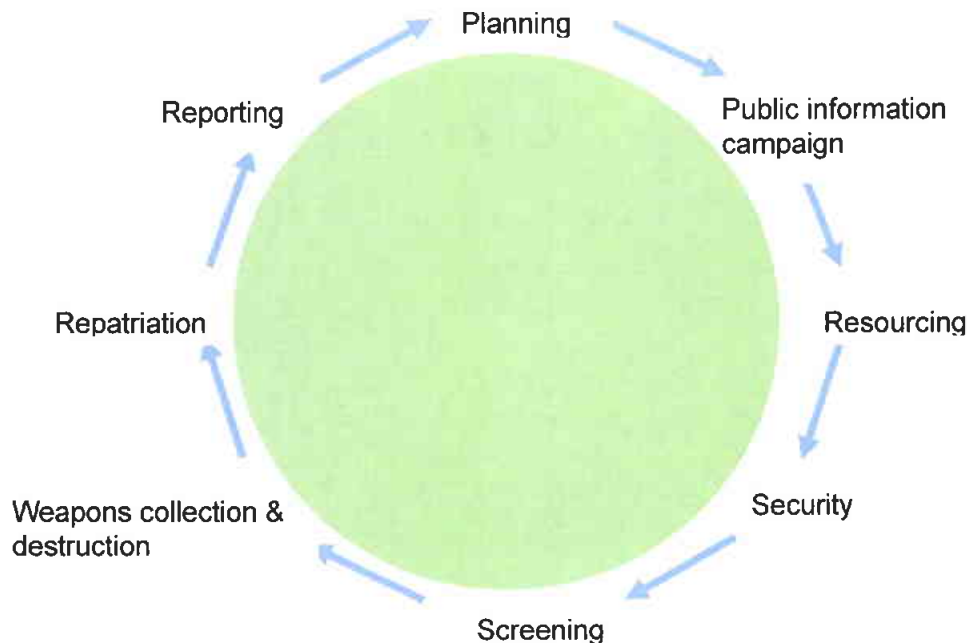 Planning
Public information
campaign
Resourcing
Security
Screening
Weapons collection &
destruction
Repatriation
Reporting